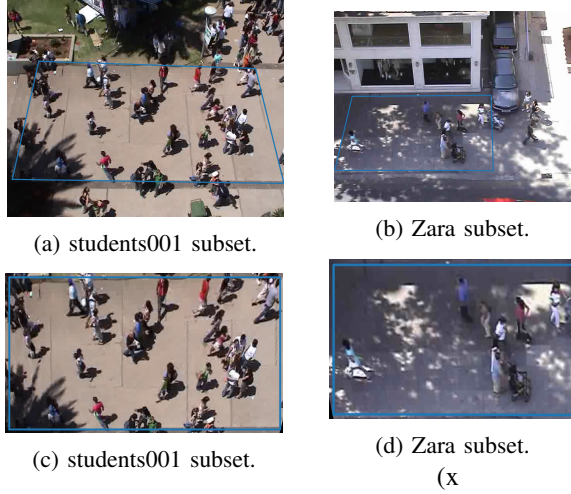 (a) students001 subset.
(b) Zara subset.
(c) students001 subset.
(d) Zara subset.
(x